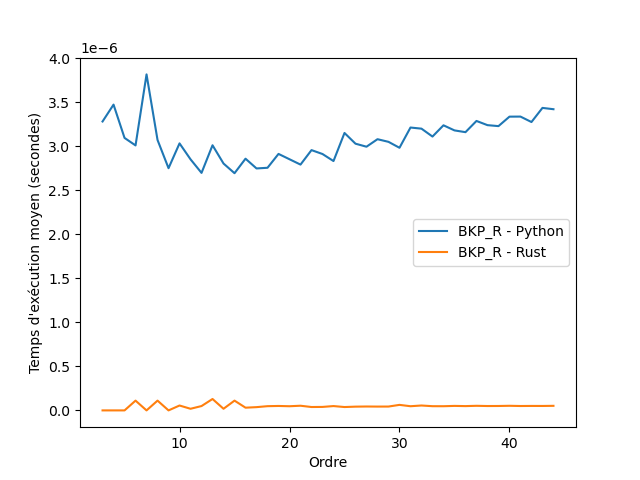 1e−6
4.0
3.5
3.0
2.5
2.0
1.5
1.0
0.5
0.0
Temps d'exécution moyen (secondes)
BKP_R - Python
BKP_R - Rust
10 20 30 40
Ordre